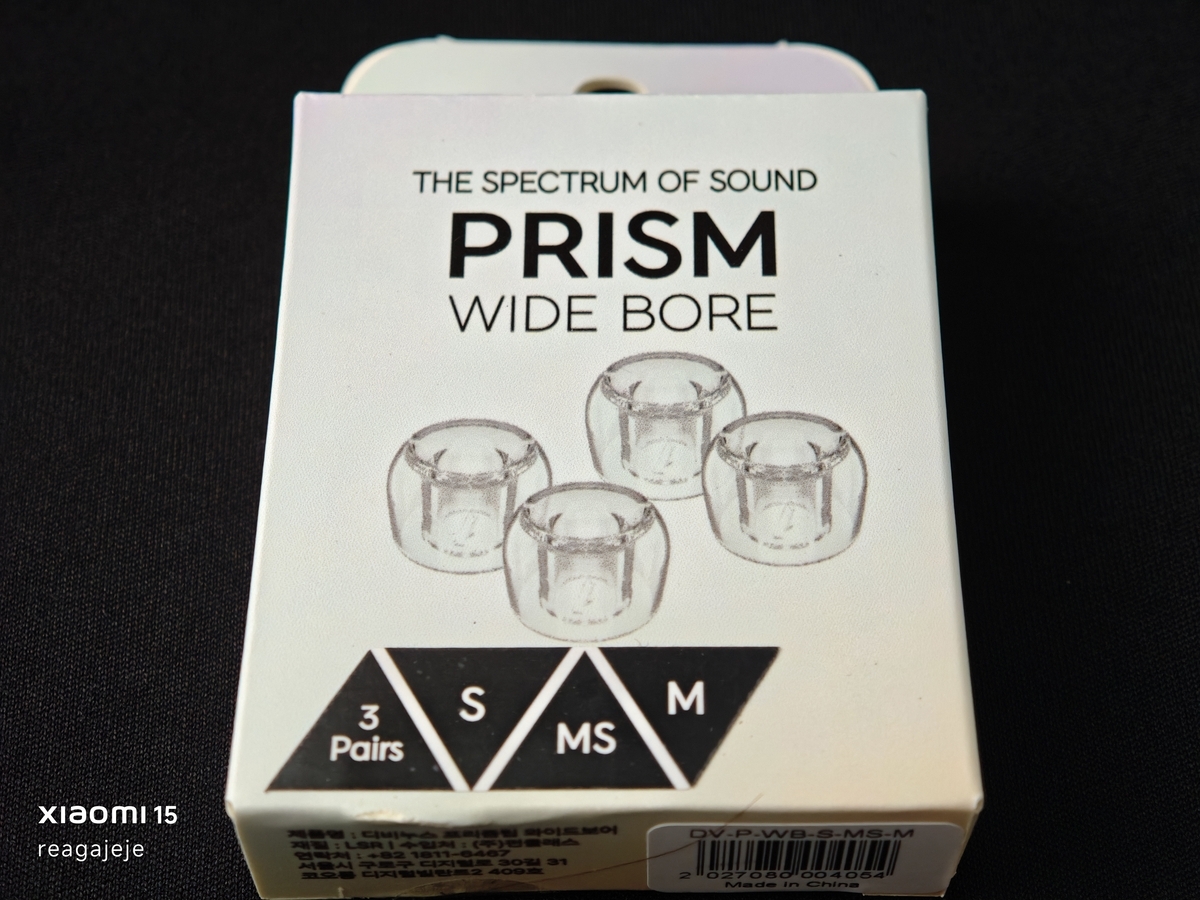 THE SPECTRUM OF SOUND
PRISM
WIDE BORE
3
Pairs
S
MS
M
제품명 : 디비누스 프리즘팁 와이드보어
재질 : LSR | 수입처 : (주)펀플래스
연락처 : +82 1811-6467
서울시 구로구 디지털로 30길 31
코오롱 디지털빌란트2 409호
DV-P-WB-S-MS-M
2 027080 004054
Made In China
xiaomi 15
reagajeje